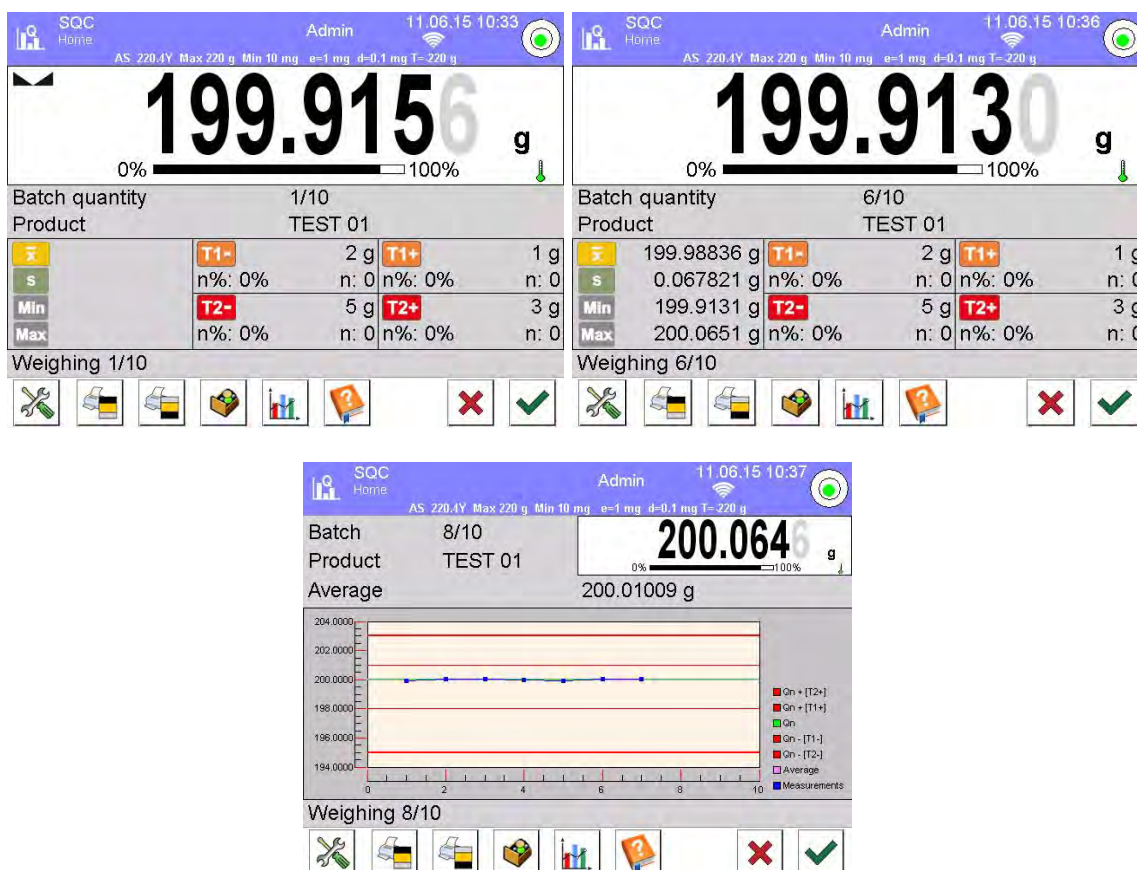 SQC
Home
Admin
11.06.15 10:33
AS 220.4Y Max 220 g Min 10 mg e=1 mg d=0.1 mg T=-220 g
199.9156 g
0% 100%
Batch quantity 1/10
Product TEST 01
x̄ T1- 2 g T1+ 1 g
s n%: 0% n: 0 n%: 0% n: 0
Min T2- 5 g T2+ 3 g
Max n%: 0% n: 0 n%: 0% n: 0
Weighing 1/10
SQC
Home
Admin
11.06.15 10:36
AS 220.4Y Max 220 g Min 10 mg e=1 mg d=0.1 mg T=-220 g
199.9130 g
0% 100%
Batch quantity 6/10
Product TEST 01
x̄ 199.98836 g T1- 2 g T1+ 1 g
s 0.067821 g n%: 0% n: 0 n%: 0% n: 0
Min 199.9131 g T2- 5 g T2+ 3 g
Max 200.0651 g n%: 0% n: 0 n%: 0% n: 0
Weighing 6/10
SQC
Home
Admin
11.06.15 10:37
AS 220.4Y Max 220 g Min 10 mg e=1 mg d=0.1 mg T=-220 g
Batch 8/10
200.0646 g
Product TEST 01
0% 100%
Average 200.01009 g
204.0000
202.0000
200.0000
198.0000
196.0000
194.0000
0 2 4 6 8 10
Qn + [T2+]
Qn + [T1+]
Qn
Qn - [T1-]
Qn - [T2-]
Average
Measurements
Weighing 8/10